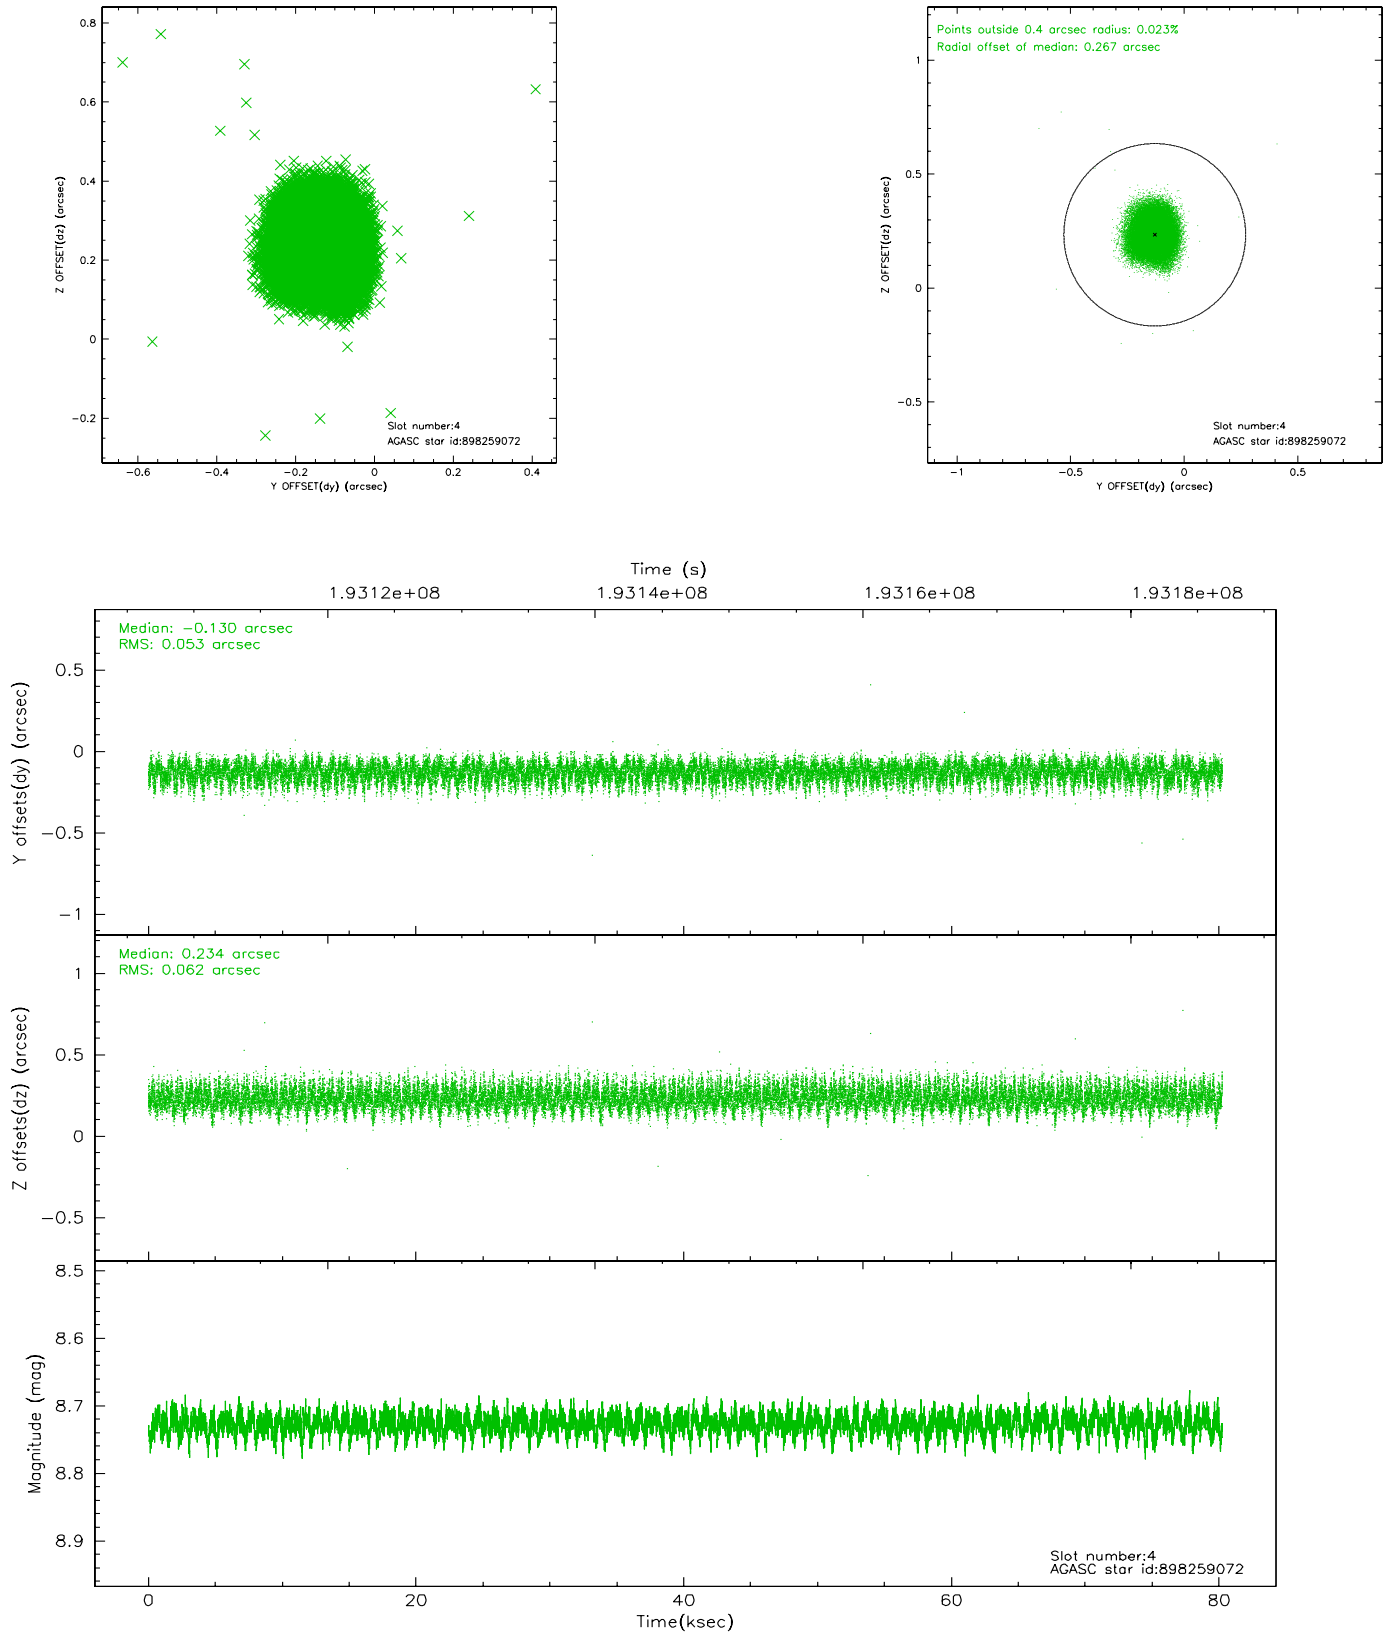 0.8
0.6
0.4
0.2
0
−0.2
Z OFFSET(dz) (arcsec)
Slot number:4
AGASC star id:898259072
−0.6 −0.4 −0.2 0 0.2 0.4
Y OFFSET(dy) (arcsec)
Points outside 0.4 arcsec radius: 0.023%
Radial offset of median: 0.267 arcsec
1
0.5
0
−0.5
Z OFFSET(dz) (arcsec)
Slot number:4
AGASC star id:898259072
−1 −0.5 0 0.5
Y OFFSET(dy) (arcsec)
Time (s)
1.9312e+08 1.9314e+08 1.9316e+08 1.9318e+08
Median: −0.130 arcsec
RMS: 0.053 arcsec
0.5
0
−0.5
−1
Y offsets(dy) (arcsec)
Median: 0.234 arcsec
RMS: 0.062 arcsec
1
0.5
0
−0.5
Z offsets(dz) (arcsec)
8.5
8.6
8.7
8.8
8.9
Magnitude (mag)
Slot number:4
AGASC star id:898259072
0 20 40 60 80
Time(ksec)